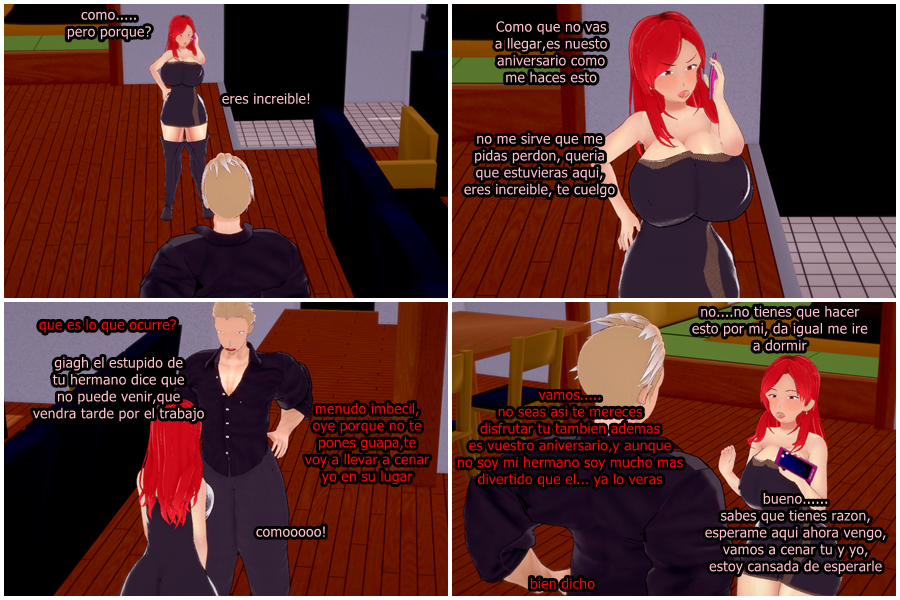 como.....
pero porque?
eres increible!
Como que no vas
a llegar,es nuesto
aniversario como
me haces esto
no me sirve que me
pidas perdon, queria
que estuvieras aqui,
eres increible, te cuelgo
que es lo que ocurre?
giagh el estupido de
tu hermano dice que
no puede venir,que
vendra tarde por el trabajo
menudo imbecil,
oye porque no te
pones guapa,te
voy a llevar a cenar
yo en su lugar
comooooo!
no....no tienes que hacer
esto por mi, da igual me ire
a dormir
vamos.....
no seas asi te mereces
disfrutar tu tambien,ademas
es vuestro aniversario,y aunque
no soy mi hermano soy mucho mas
divertido que el... ya lo veras
bueno......
sabes que tienes razon,
esperame aqui ahora vengo,
vamos a cenar tu y yo,
estoy cansada de esperarle
bien dicho